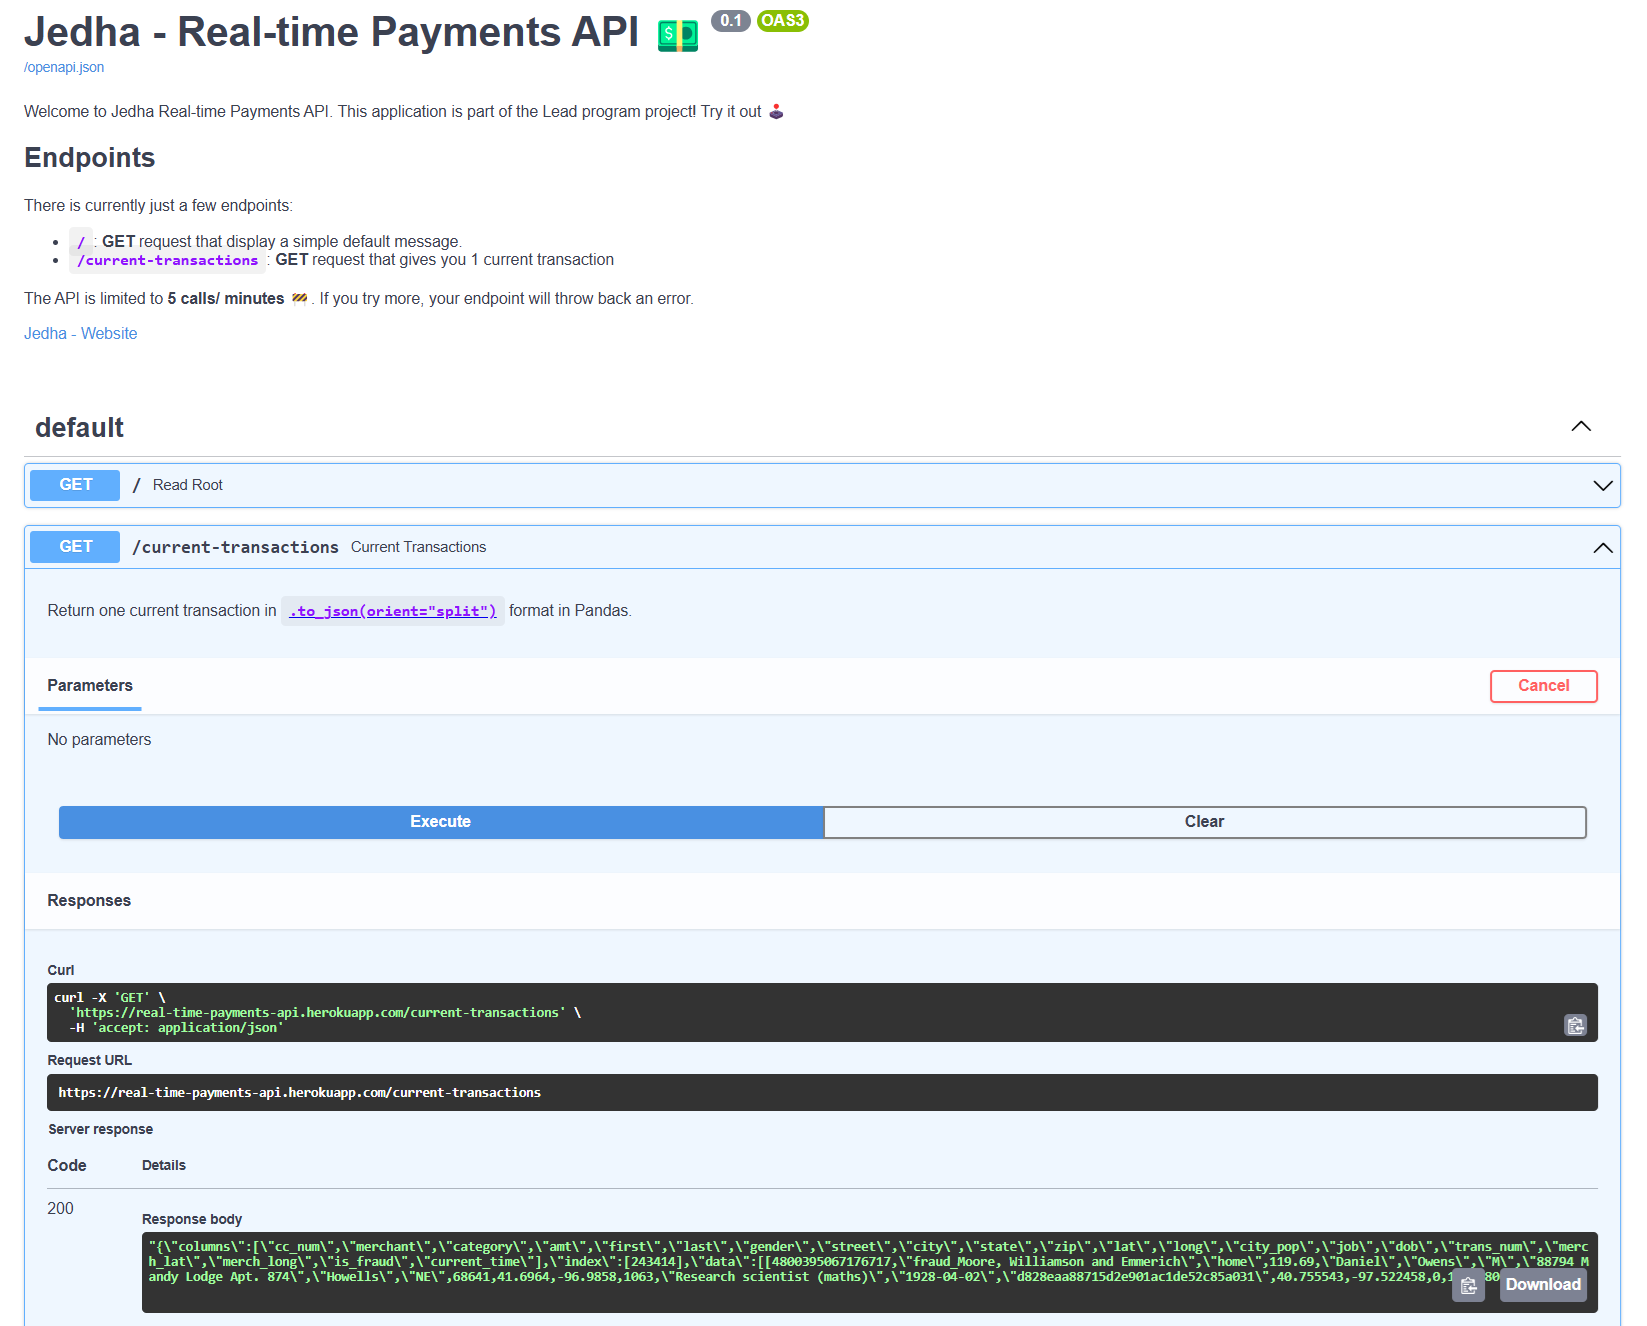 Jedha - Real-time Payments API 0.1 OAS3
/openapi.json
Welcome to Jedha Real-time Payments API. This application is part of the Lead program project! Try it out
Endpoints
There is currently just a few endpoints:
/ : GET request that display a simple default message.
/current-transactions : GET request that gives you 1 current transaction
The API is limited to 5 calls/ minutes . If you try more, your endpoint will throw back an error.
Jedha - Website
default
GET / Read Root
GET /current-transactions Current Transactions
Return one current transaction in .to_json(orient="split") format in Pandas.
Parameters Cancel
No parameters
Execute Clear
Responses
Curl
curl -X 'GET' \
'https://real-time-payments-api.herokuapp.com/current-transactions' \
-H 'accept: application/json'
Request URL
https://real-time-payments-api.herokuapp.com/current-transactions
Server response
Code Details
200
Response body
"{\"columns\":[\"cc_num\",\"merchant\",\"category\",\"amt\",\"first\",\"last\",\"gender\",\"street\",\"city\",\"state\",\"zip\",\"lat\",\"long\",\"city_pop\",\"job\",\"dob\",\"trans_num\",\"merc
h_lat\",\"merch_long\",\"is_fraud\",\"current_time\"],\"index\":[243414],\"data\":[[4800395067176717,\"fraud_Moore, Williamson and Emmerich\",\"home\",119.69,\"Daniel\",\"Owens\",\"M\",\"88794 M
andy Lodge Apt. 874\",\"Howells\",\"NE\",68641,41.6964,-96.9858,1063,\"Research scientist (maths)\",\"1928-04-02\",\"d828eaa88715d2e901ac1de52c85a031\",40.755543,-97.522458,0,
Download